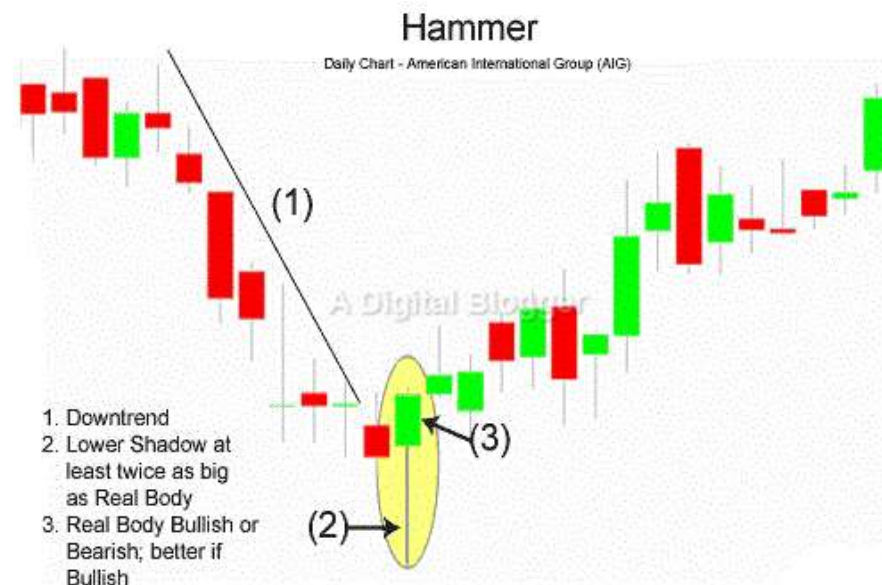 Hammer
Daily Chart - American International Group (AIG)
(1)
A Digital Blogger
1. Downtrend
2. Lower Shadow at
least twice as big
as Real Body
3. Real Body Bullish or
Bearish; better if
Bullish
(2)
(3)